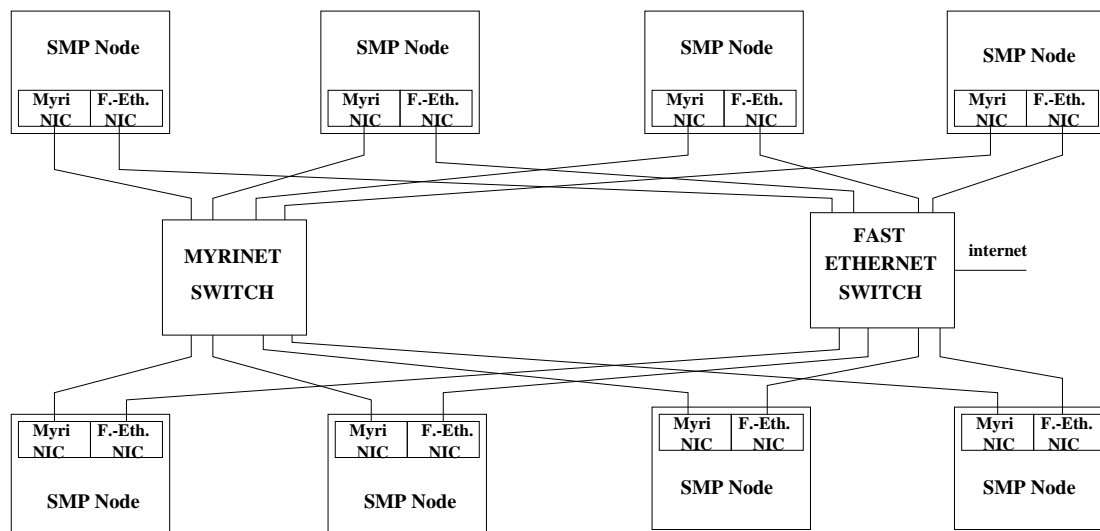 SMP Node
SMP Node
SMP Node
SMP Node
Myri F.-Eth.
NIC NIC
Myri F.-Eth.
NIC NIC
Myri F.-Eth.
NIC NIC
Myri F.-Eth.
NIC NIC
MYRINET
SWITCH
FAST
ETHERNET
SWITCH
internet
Myri F.-Eth.
NIC NIC
Myri F.-Eth.
NIC NIC
Myri F.-Eth.
NIC NIC
Myri F.-Eth.
NIC NIC
SMP Node
SMP Node
SMP Node
SMP Node